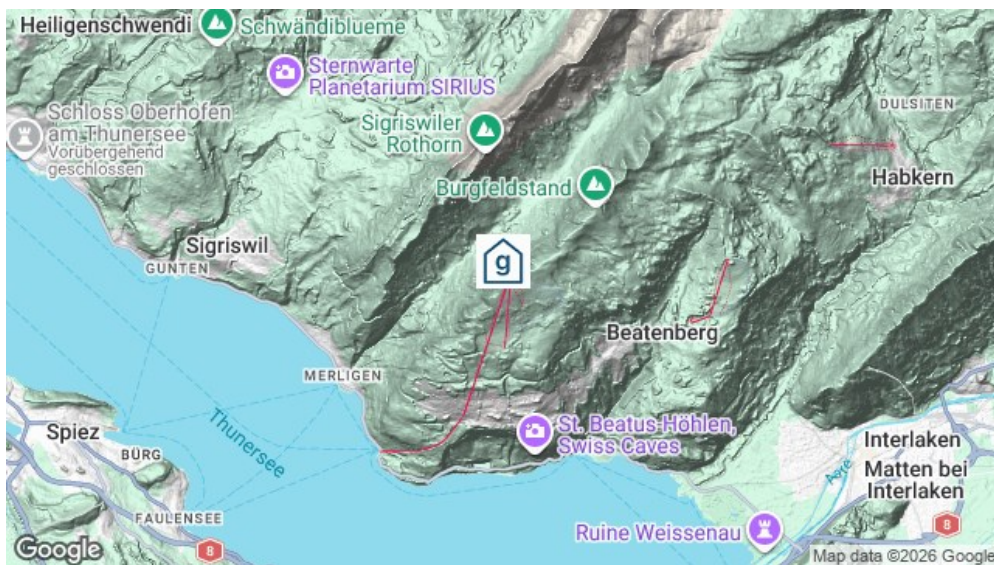 Heiligenschwendi
Schwändiblueme
Sternwarte
Planetarium SIRIUS
Schloss Oberhofen
am Thunersee
Vorübergehend
geschlossen
Sigriswiler
Rothorn
DULSITEN
Habkern
Burgfeldstand
Sigriswil
GUNTEN
g
Beatenberg
MERLIGEN
Thunersee
St. Beatus-Höhlen,
Swiss Caves
Spiez
BÜRG
FAULENSEE
8
Interlaken
Matten bei
Interlaken
Aare
8
Ruine Weissenau
Google
Map data ©2026 Google